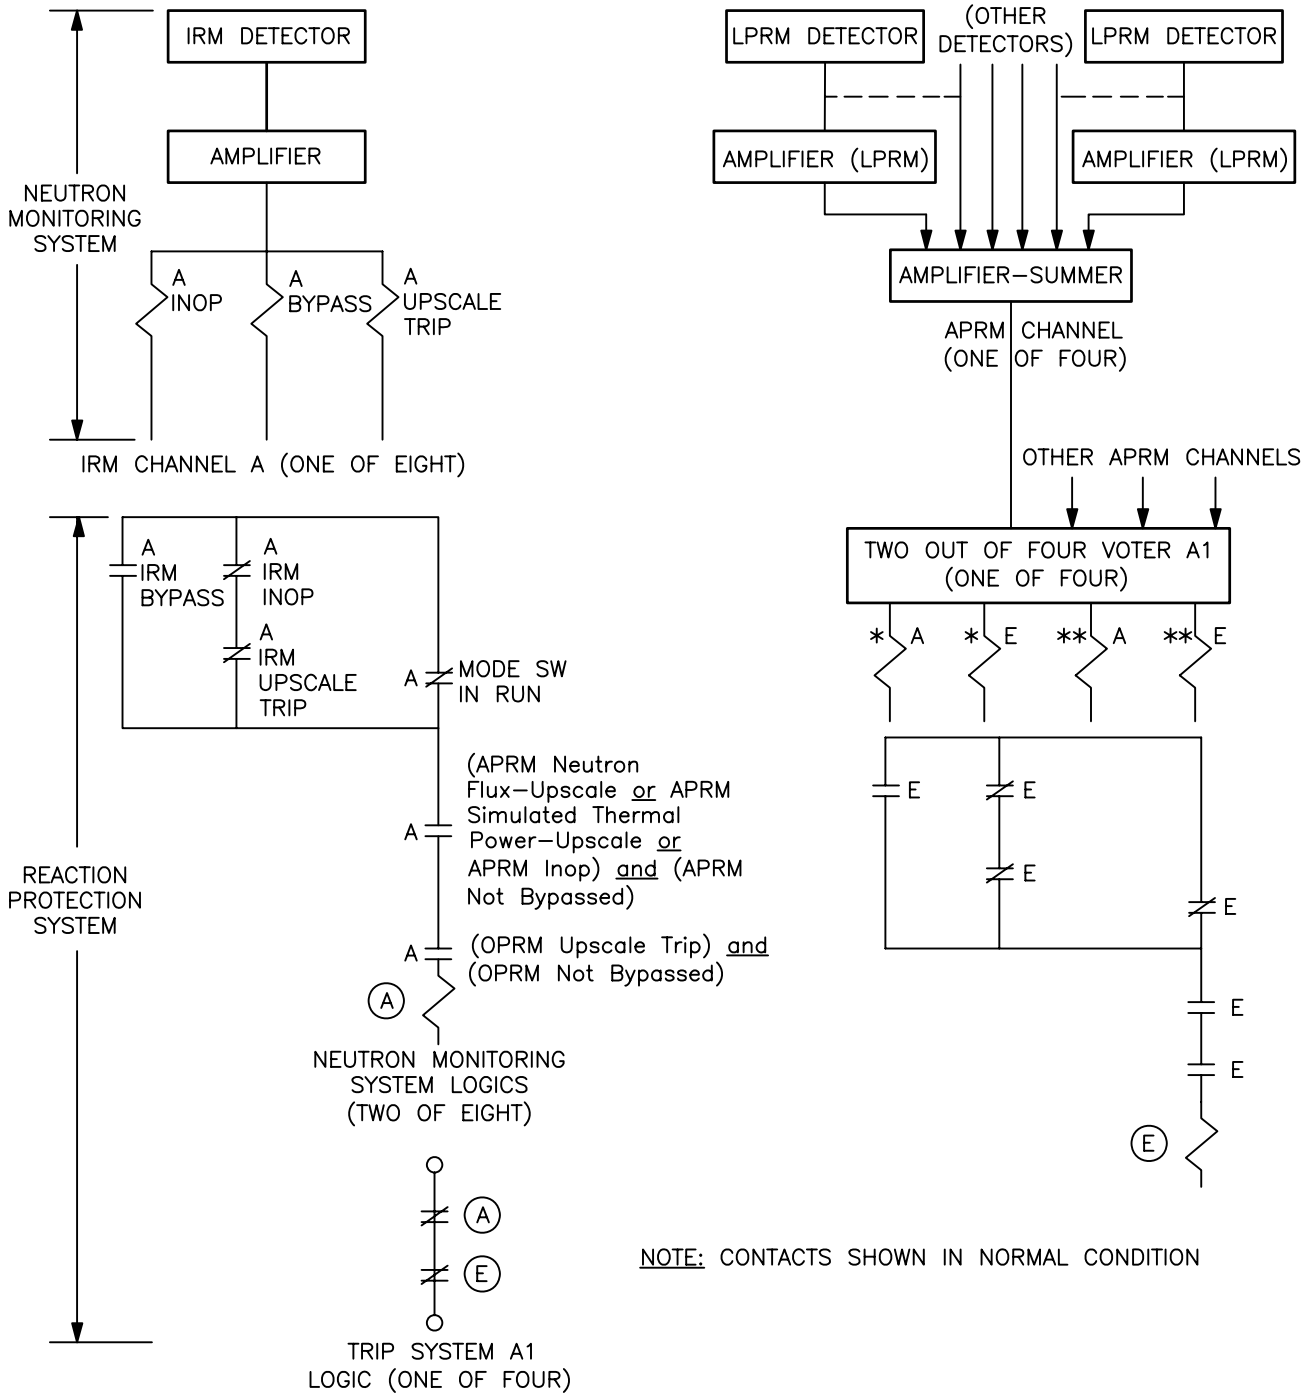 IRM DETECTOR
AMPLIFIER
NEUTRON
MONITORING
SYSTEM
A
INOP
A
BYPASS
A
UPSCALE
TRIP
IRM CHANNEL A (ONE OF EIGHT)
LPRM DETECTOR
(OTHER
DETECTORS)
LPRM DETECTOR
AMPLIFIER (LPRM)
AMPLIFIER (LPRM)
AMPLIFIER-SUMMER
APRM CHANNEL
(ONE OF FOUR)
OTHER APRM CHANNELS
TWO OUT OF FOUR VOTER A1
(ONE OF FOUR)
* A
* E
** A
** E
A
IRM
BYPASS
A
IRM
INOP
A
IRM
UPSCALE
TRIP
A
MODE SW
IN RUN
REACTION
PROTECTION
SYSTEM
A
(APRM Neutron
Flux-Upscale or APRM
Simulated Thermal
Power-Upscale or
APRM Inop) and (APRM
Not Bypassed)
A
(OPRM Upscale Trip) and
(OPRM Not Bypassed)
A
NEUTRON MONITORING
SYSTEM LOGICS
(TWO OF EIGHT)
E
E
E
E
E
E
E
A
E
TRIP SYSTEM A1
LOGIC (ONE OF FOUR)
NOTE: CONTACTS SHOWN IN NORMAL CONDITION